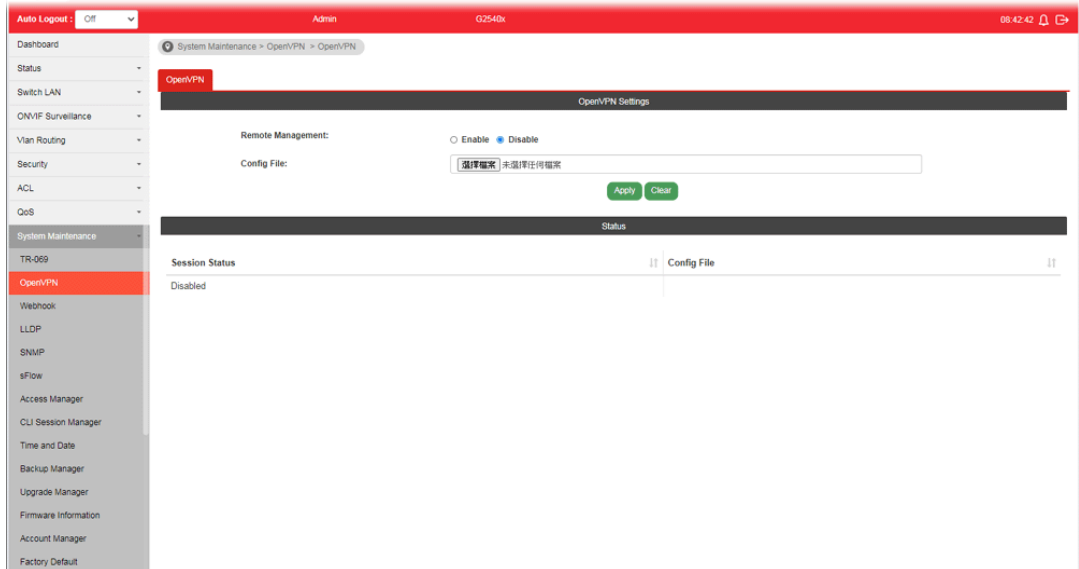 Auto Logout : Off Admin G2540x 08:42:42
Dashboard
System Maintenance > OpenVPN > OpenVPN
Status
Switch LAN
ONVIF Surveillance
Vlan Routing
Security
ACL
QoS
System Maintenance
TR-069
OpenVPN
Webhook
LLDP
SNMP
sFlow
Access Manager
CLI Session Manager
Time and Date
Backup Manager
Upgrade Manager
Firmware Information
Account Manager
Factory Default
OpenVPN
OpenVPN Settings
Remote Management: Enable Disable
Config File: 選擇檔案 未選擇任何檔案
Apply Clear
Status
Session Status Config File
Disabled